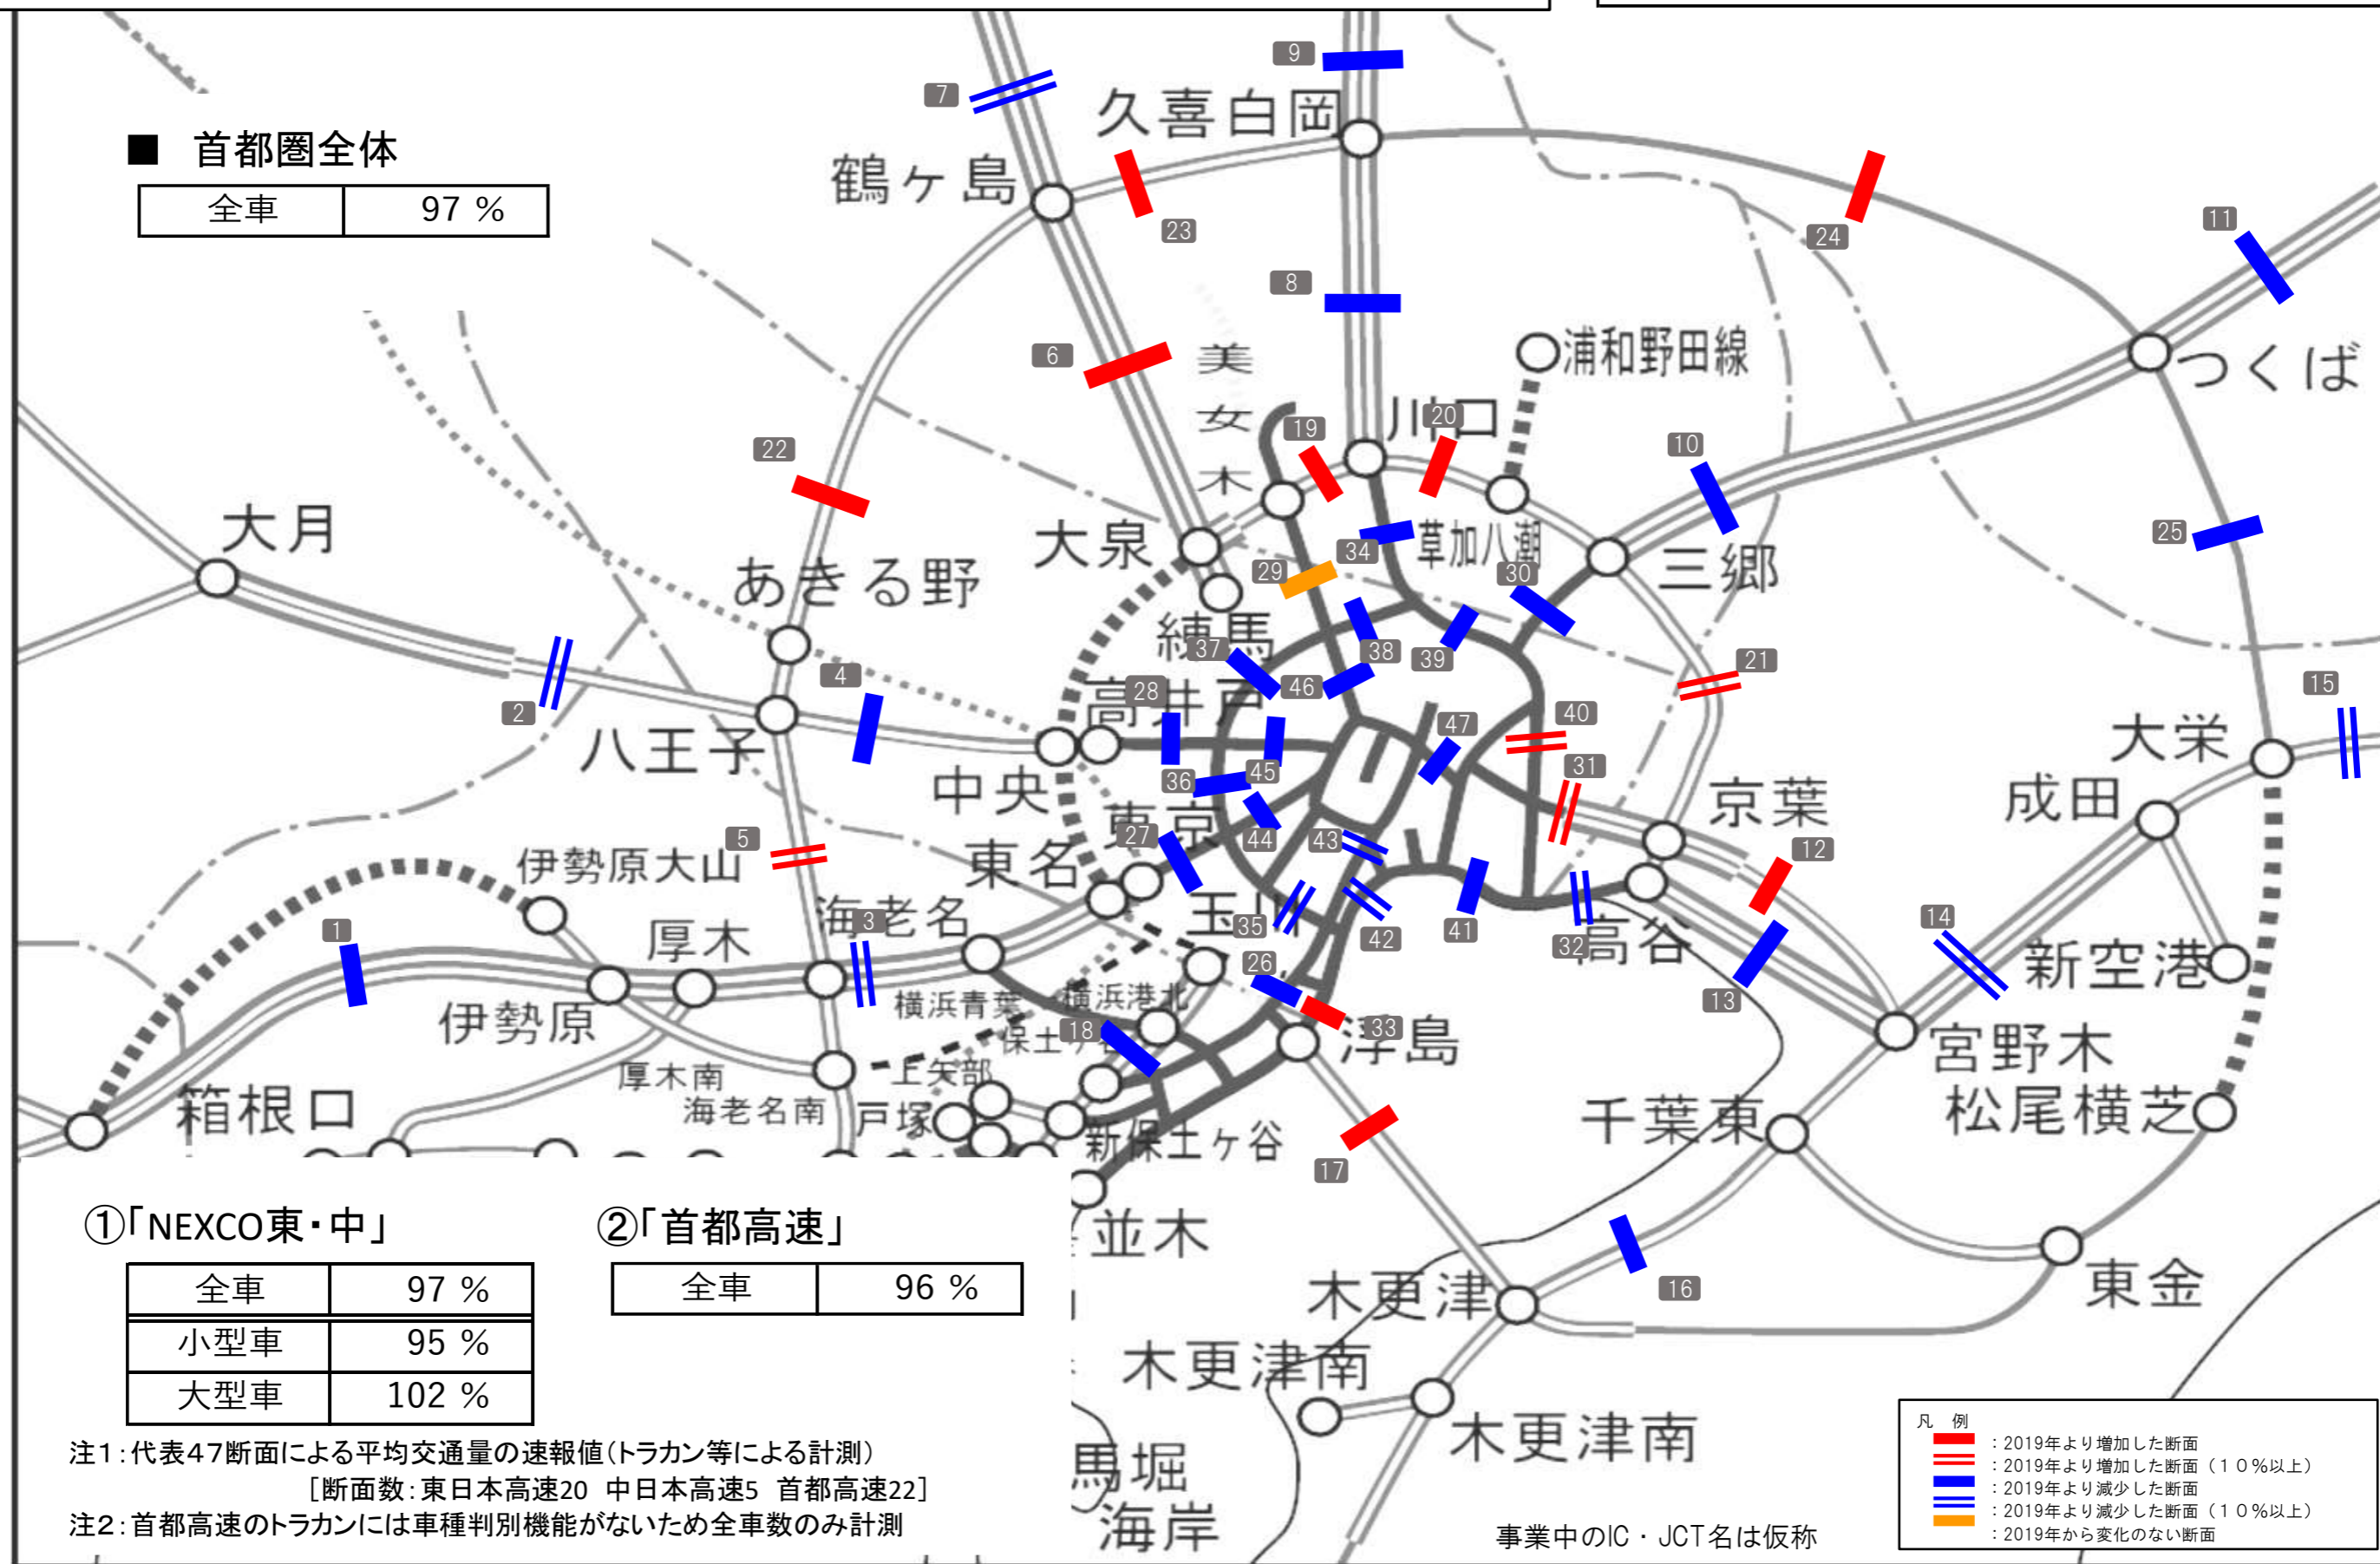 ■ 首都圏全体
全車 97 %
7
9
久喜白岡
鶴ヶ島
23
24
11
8
6
美女木
浦和野田線
つくば
22
19
川口
20
10
大月
大泉
34
草加八潮
25
あきる野
29
30
三郷
練馬
37
38
39
21
2
4
28
高井戸
46
47
40
15
八王子
36
45
31
大栄
中央
京葉
成田
5
伊勢原大山
27
東京
44
43
12
東名
1
厚木
海老名
3
玉川
35
42
41
32
高谷
14
新空港
伊勢原
横浜青葉
横浜港北
26
13
18
保土ヶ谷
33
浮島
宮野木
厚木南
上矢部
箱根口
海老名南
戸塚
新保土ヶ谷
千葉東
松尾横芝
17
並木
16
木更津
東金
木更津南
木更津南
馬堀
海岸
①「NEXCO東・中」
全車 97 %
小型車 95 %
大型車 102 %
②「首都高速」
全車 96 %
注1:代表47断面による平均交通量の速報値(トラカン等による計測)
[断面数:東日本高速20 中日本高速5 首都高速22]
注2:首都高速のトラカンには車種判別機能がないため全車数のみ計測
事業中のIC・JCT名は仮称
凡 例
:2019年より増加した断面
:2019年より増加した断面(10%以上)
:2019年より減少した断面
:2019年より減少した断面(10%以上)
:2019年から変化のない断面